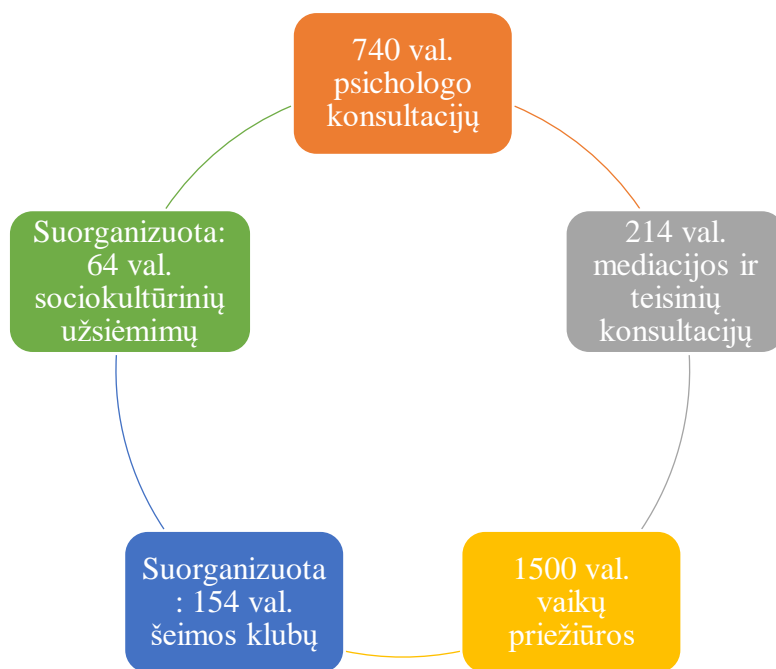 740 val.
psichologo
konsultacijų
214 val.
mediacijos ir
teisinių
konsultacijų
1500 val.
vaikų
priežiūros
Suorganizuota
: 154 val.
šeimos klubų
Suorganizuota:
64 val.
sociokultūrinių
užsiėmimų